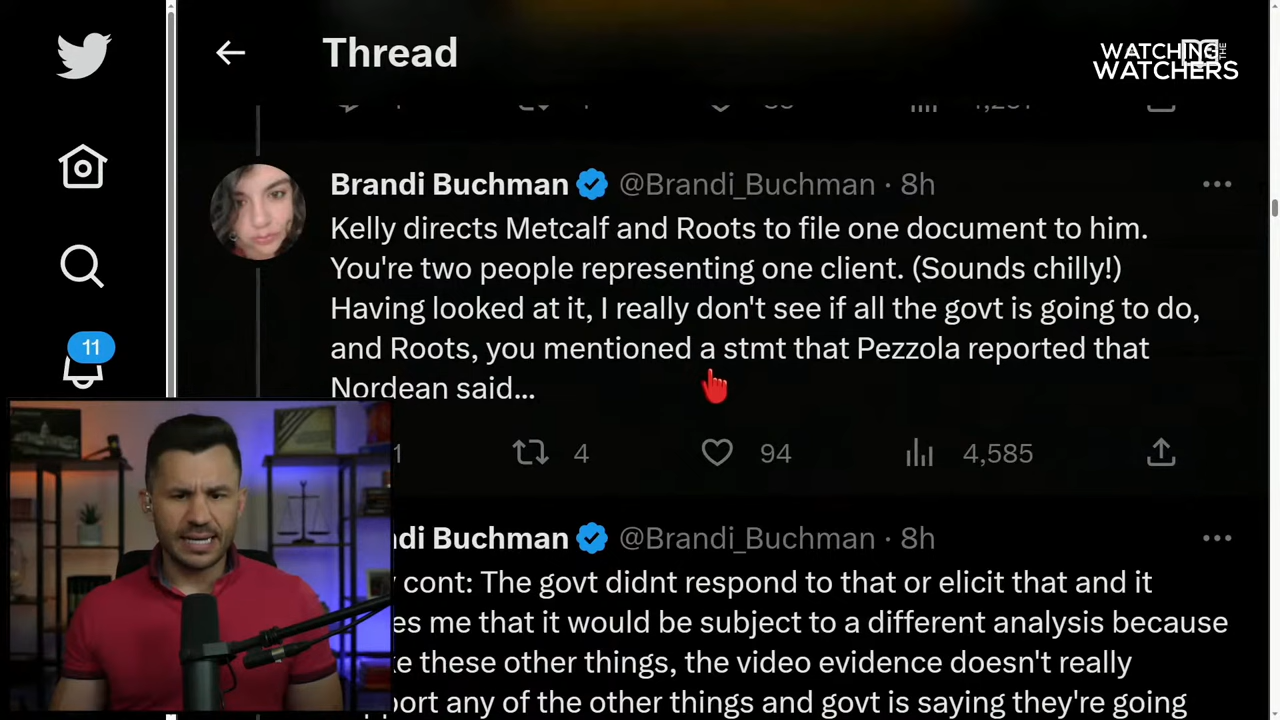 Thread
WATCHING THE
WATCHERS
Brandi Buchman @Brandi_Buchman · 8h
Kelly directs Metcalf and Roots to file one document to him.
You're two people representing one client. (Sounds chilly!)
Having looked at it, I really don't see if all the govt is going to do,
and Roots, you mentioned a stmt that Pezzola reported that
Nordean said...
1 4 94 4,585
11
di Buchman @Brandi_Buchman · 8h
cont: The govt didnt respond to that or elicit that and it
es me that it would be subject to a different analysis because
ke these other things, the video evidence doesn't really
port any of the other things and govt is saying they're going